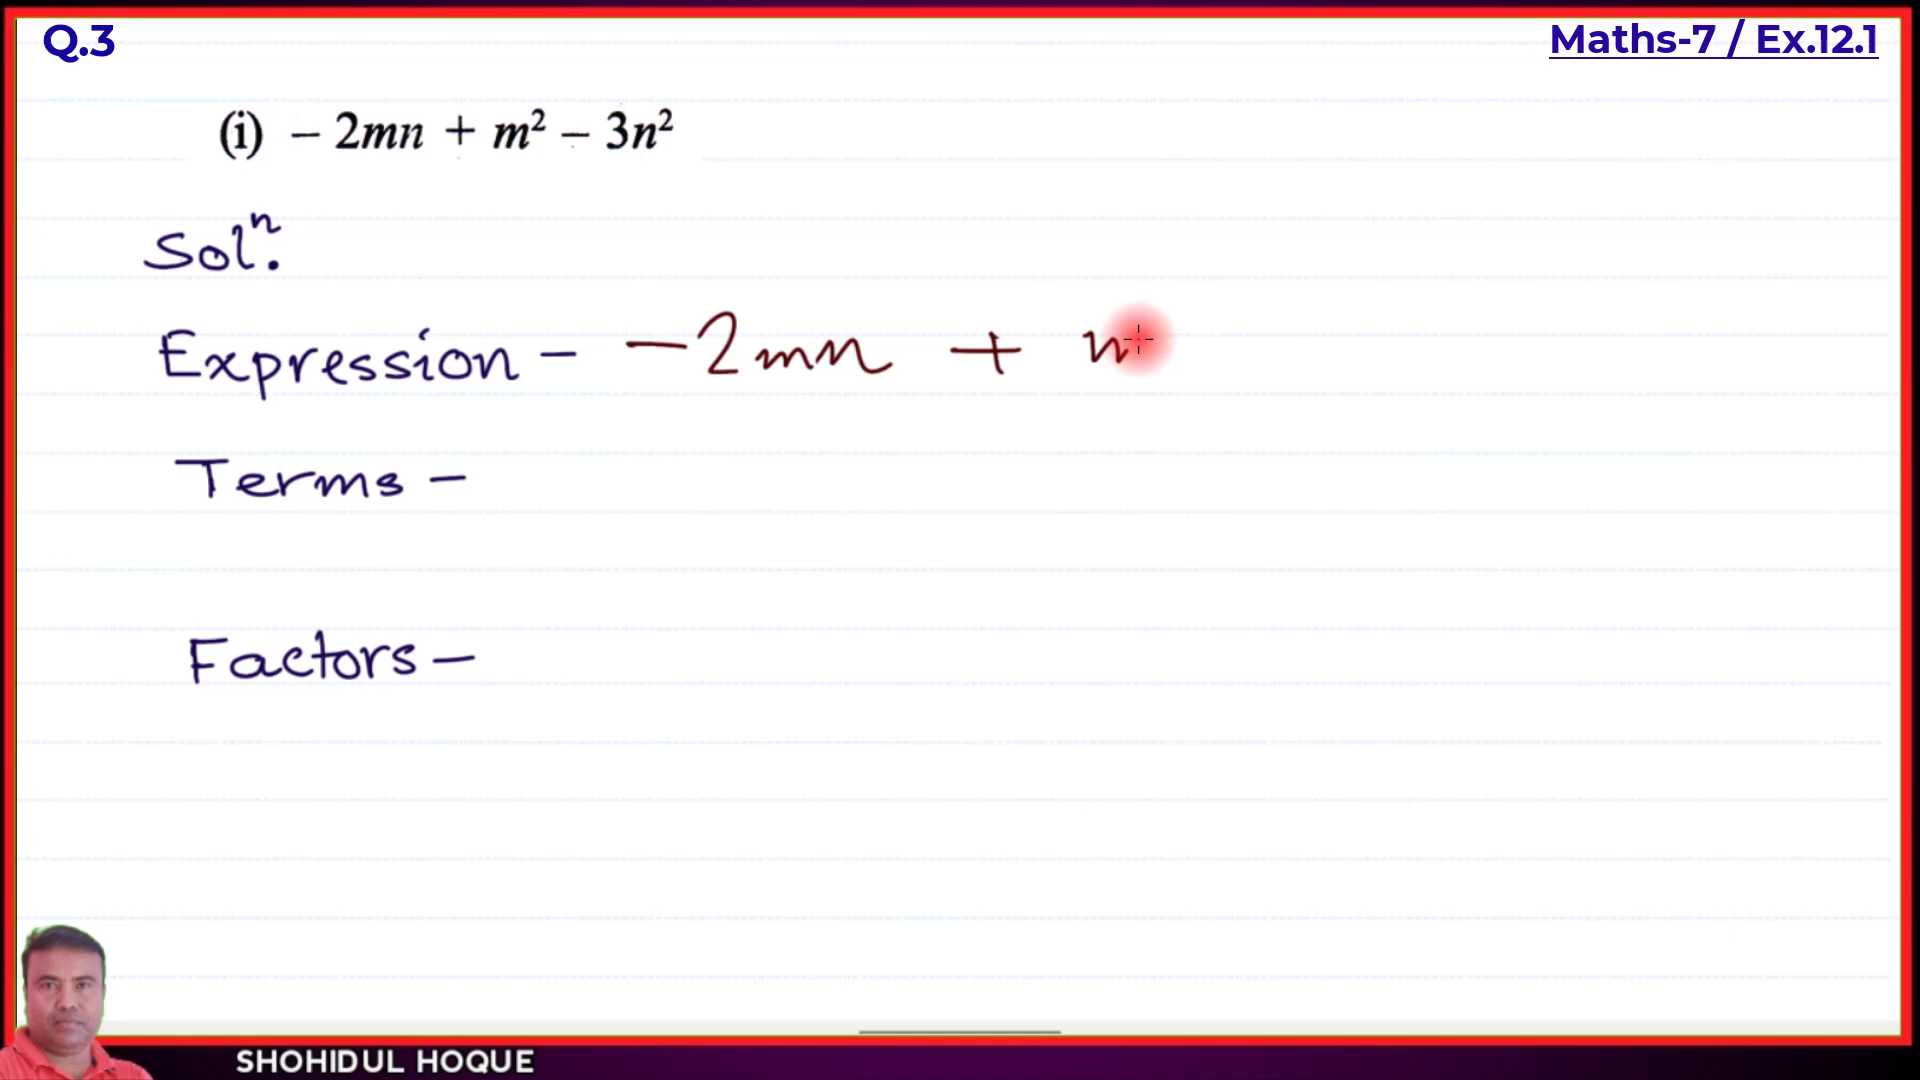 Q.3
Maths-7 / Ex.12.1
(i) – 2mn + m² – 3n²
Solⁿ.
Expression – –2mn +
Terms –
Factors –
SHOHIDUL HOQUE